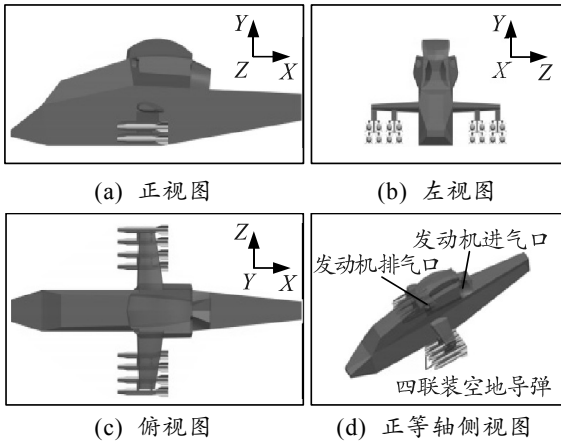 Y
Z
X
Y
X
Z
(a) 正视图
(b) 左视图
Z
Y
X
发动机进气口
发动机排气口
四联装空地导弹
(c) 俯视图
(d) 正等轴侧视图